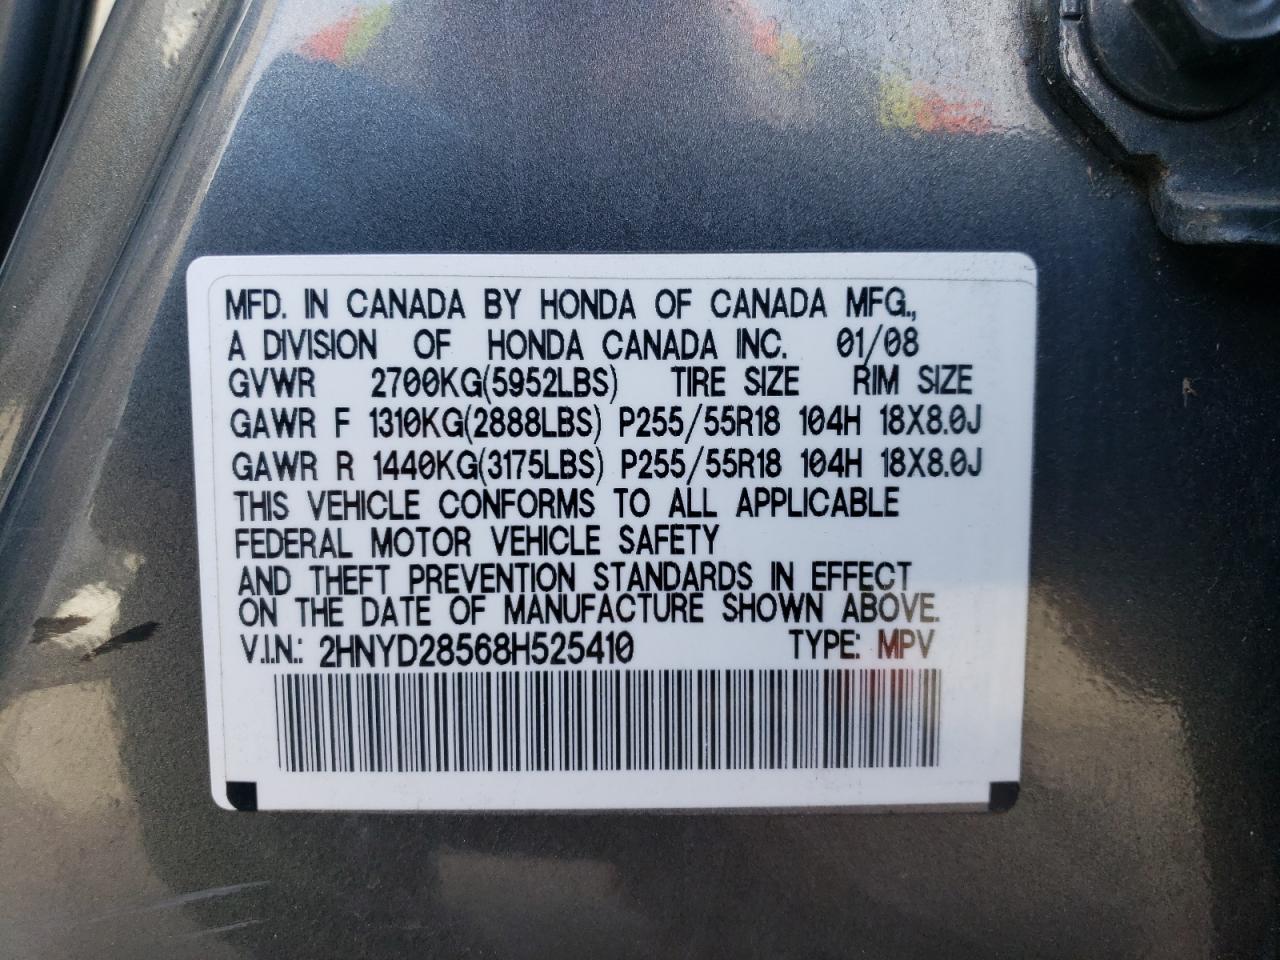 MFD. IN CANADA BY HONDA OF CANADA MFG.,
A DIVISION OF HONDA CANADA INC. 01/08
GVWR 2700KG(5952LBS) TIRE SIZE RIM SIZE
GAWR F 1310KG(2888LBS) P255/55R18 104H 18X8.0J
GAWR R 1440KG(3175LBS) P255/55R18 104H 18X8.0J
THIS VEHICLE CONFORMS TO ALL APPLICABLE
FEDERAL MOTOR VEHICLE SAFETY
AND THEFT PREVENTION STANDARDS IN EFFECT
ON THE DATE OF MANUFACTURE SHOWN ABOVE.
V.I.N.: 2HNYD28568H525410 TYPE: MPV